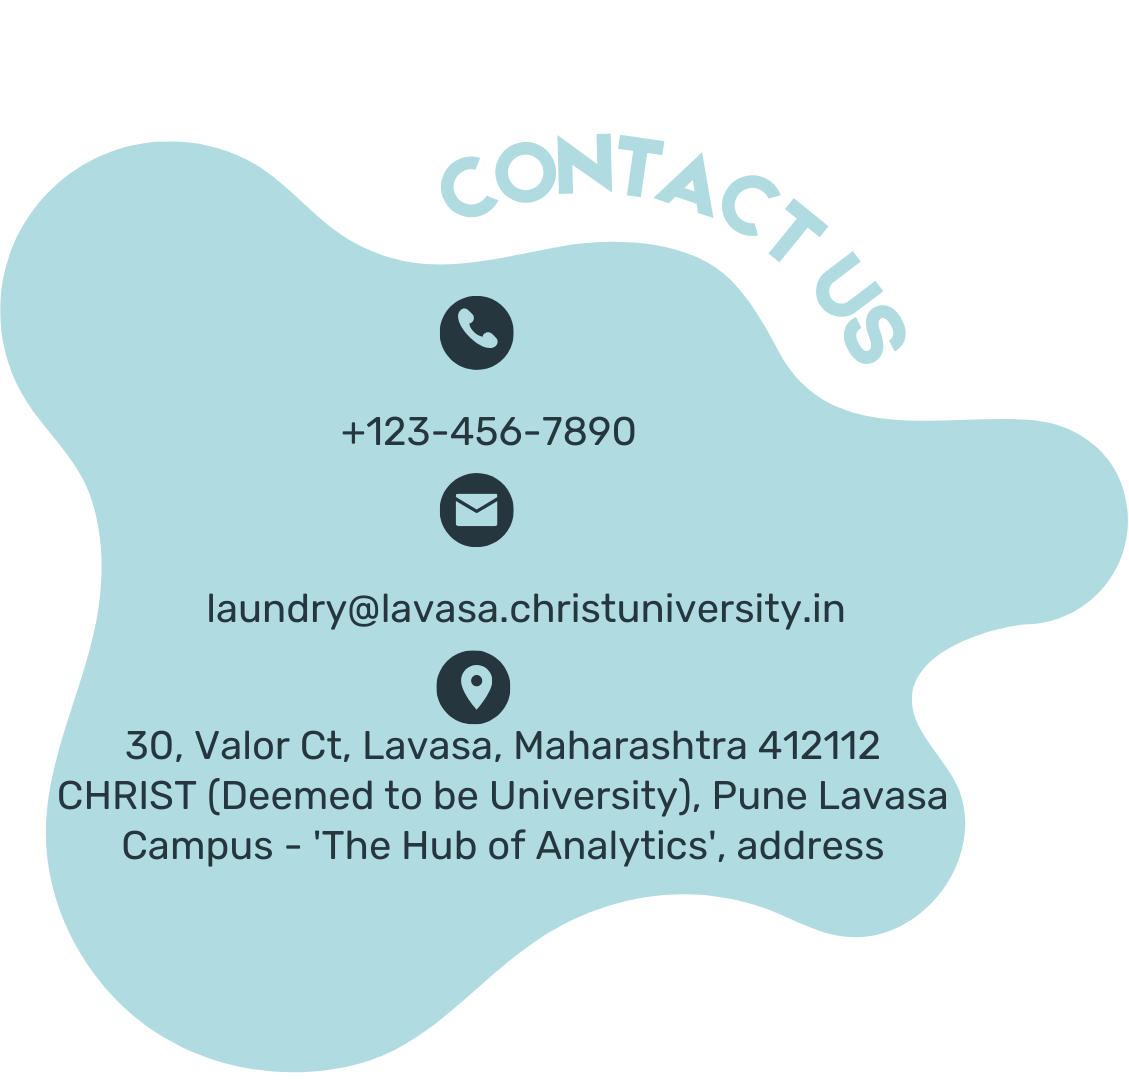 CONTACT US
+123-456-7890
laundry@lavasa.christuniversity.in
30, Valor Ct, Lavasa, Maharashtra 412112
CHRIST (Deemed to be University), Pune Lavasa
Campus - 'The Hub of Analytics', address